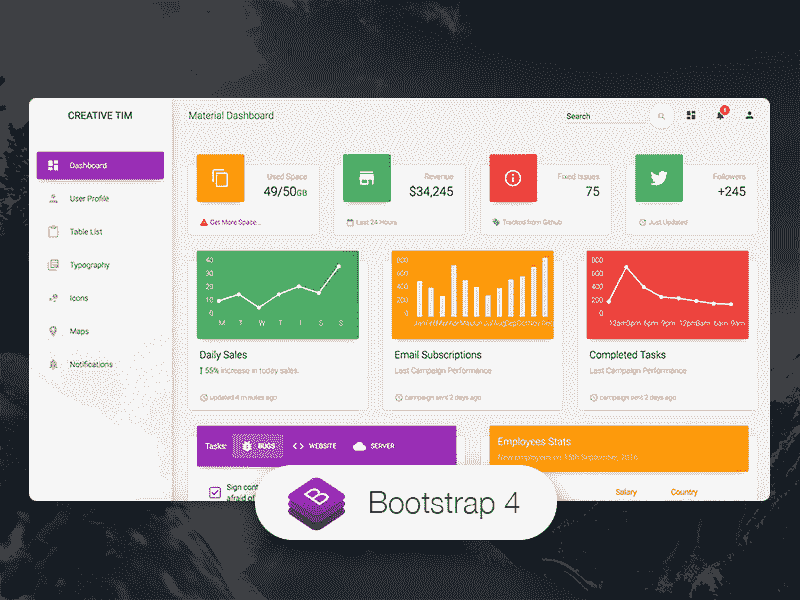 CREATIVE TIM
Material Dashboard
Search
Dashboard
User Profile
Table List
Typography
Icons
Maps
Notifications
Used Space
49/50GB
Get More Space...
Revenue
$34,245
Last 24 Hours
Fixed Issues
75
Tracked from Github
Followers
+245
Just Updated
40
30
20
10
0
M T W T F S S
Daily Sales
55% increase in today sales.
updated 4 minutes ago
800
600
400
200
0
Email Subscriptions
Last Campaign Performance
campaign sent 2 days ago
800
600
400
200
0
12am 3pm 6pm 9pm 12pm 3am 6am 9am
Completed Tasks
Last Campaign Performance
campaign sent 2 days ago
Tasks: BUGS WEBSITE SERVER
Sign cont
afraid of
Employees Stats
New employees on 15th September, 2016
Salary Country
Bootstrap 4